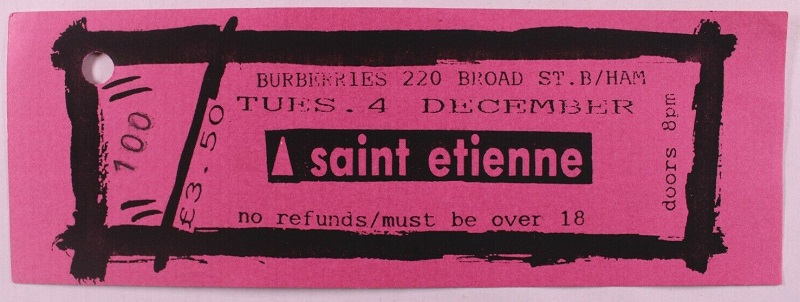 BURBERRIES 220 BROAD ST.B/HAM
TUES.4 DECEMBER
saint etienne
no refunds/must be over 18
100
£3.50
doors 8pm